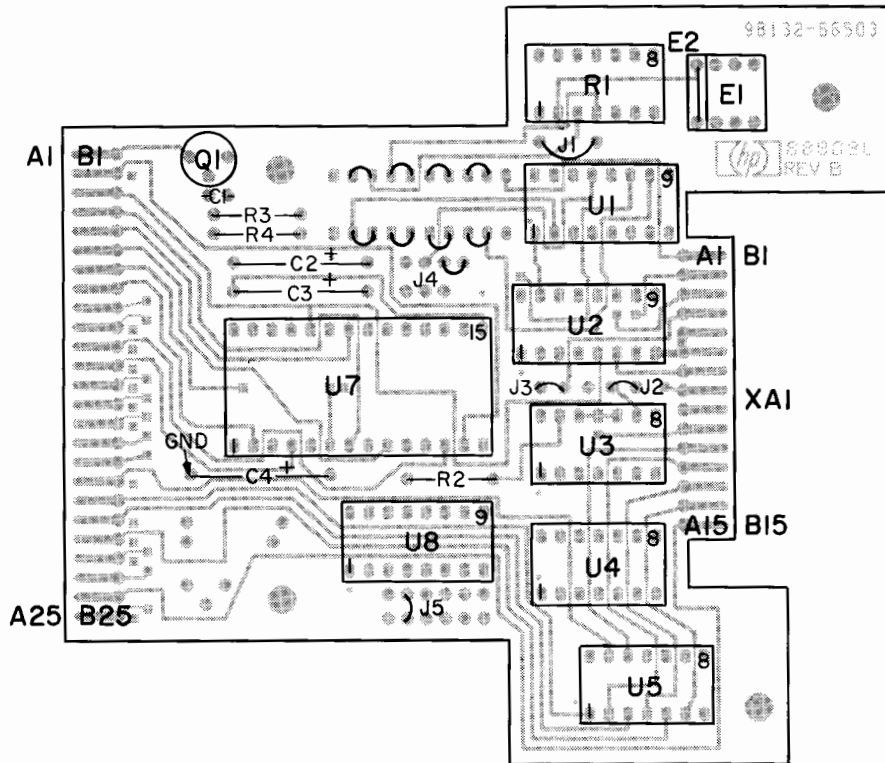 98132-66503
E2
8
R1
1
E1
J1
hp
REV B
A1 B1
Q1
C1
R3
R4
C2 +
C3 +
J4
9
U1
1
A1 B1
9
U2
1
15
U7
1
J3
J2
XA1
8
U3
1
GND
C4 +
R2
9
U8
1
A15 B15
8
U4
1
A25 B25
J5
8
U5
1